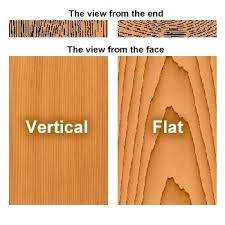 The view from the end
The view from the face
Vertical
Flat